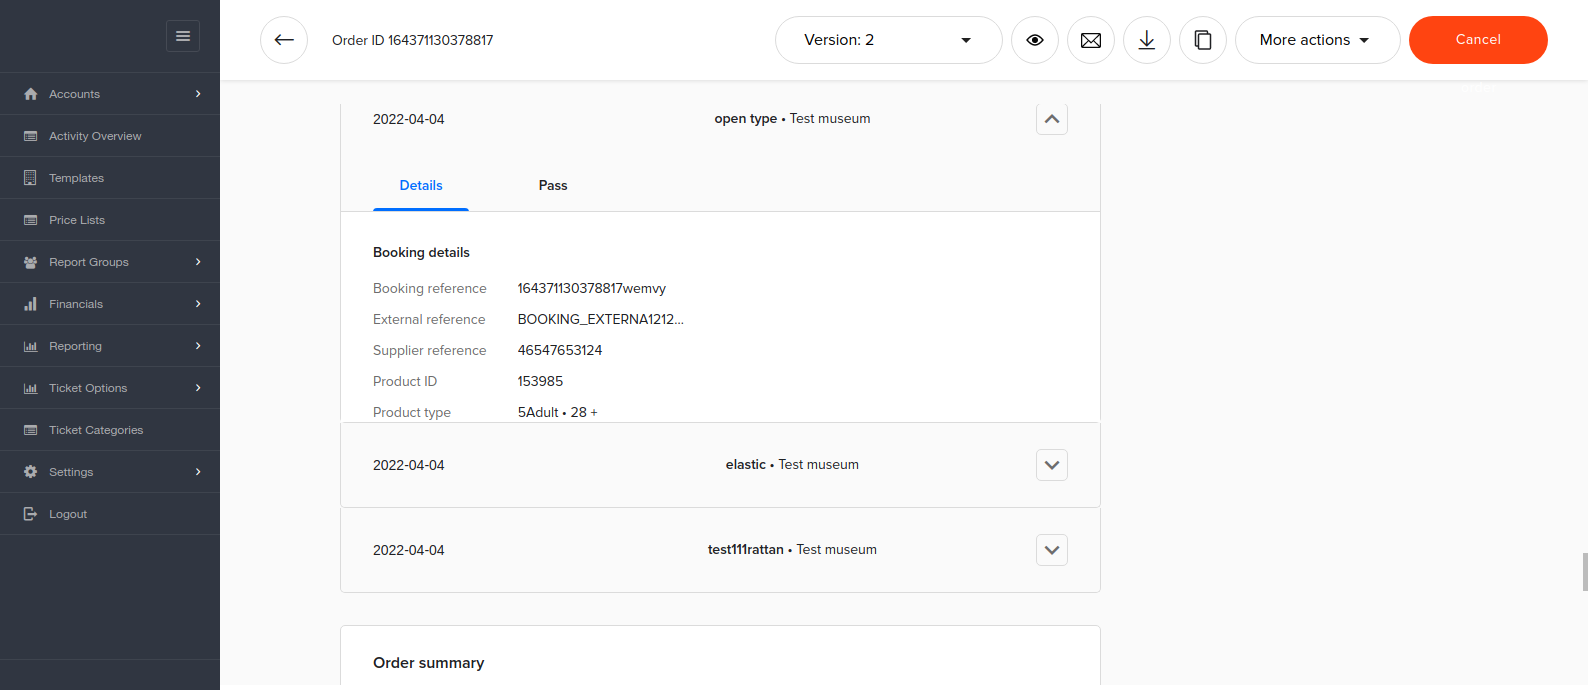 Order ID 164371130378817
Version: 2
More actions
Cancel
Accounts
Activity Overview
Templates
Price Lists
Report Groups
Financials
Reporting
Ticket Options
Ticket Categories
Settings
Logout
2022-04-04 open type • Test museum
Details Pass
Booking details
Booking reference 164371130378817wemvy
External reference BOOKING_EXTERNA1212...
Supplier reference 46547653124
Product ID 153985
Product type 5Adult • 28 +
2022-04-04 elastic • Test museum
2022-04-04 test111rattan • Test museum
Order summary